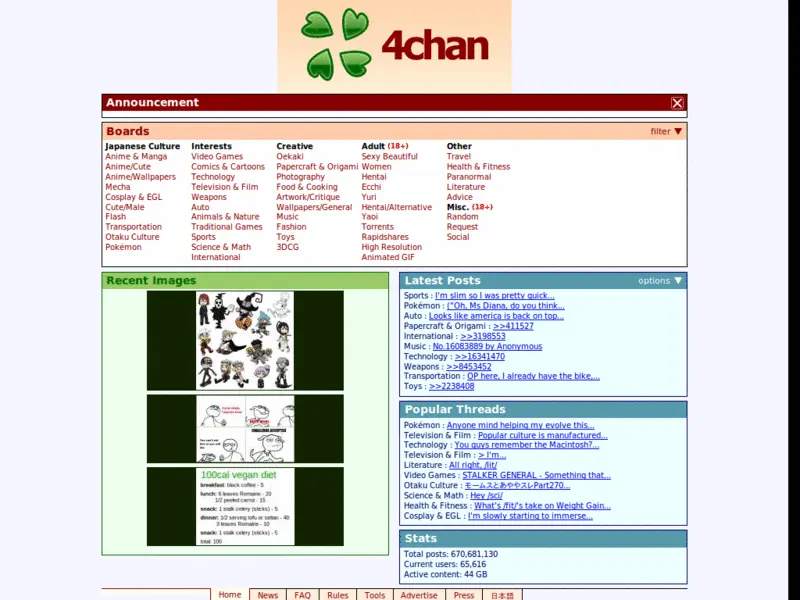 4chan
Announcement
Boards
filter ▼
Japanese Culture
Anime & Manga
Anime/Cute
Anime/Wallpapers
Mecha
Cosplay & EGL
Cute/Male
Flash
Transportation
Otaku Culture
Pokémon
Interests
Video Games
Comics & Cartoons
Technology
Television & Film
Weapons
Auto
Animals & Nature
Traditional Games
Sports
Science & Math
International
Creative
Oekaki
Papercraft & Origami
Photography
Food & Cooking
Artwork/Critique
Wallpapers/General
Music
Fashion
Toys
3DCG
Adult (18+)
Sexy Beautiful
Women
Hentai
Ecchi
Yuri
Hentai/Alternative
Yaoi
Torrents
Rapidshares
High Resolution
Animated GIF
Other
Travel
Health & Fitness
Paranormal
Literature
Advice
Misc. (18+)
Random
Request
Social
Recent Images
CHALLENGE ACCEPTED
100cal vegan diet
breakfast: black coffee - 5
lunch: 6 leaves Romaine - 20
1/2 peeled carrot - 15
snack: 1 stalk celery (sticks) - 5
dinner: 1/2 serving tofu or seitan - 40
3 leaves Romaine - 10
snack: 1 stalk celery (sticks) - 5
total: 100
Latest Posts
options ▼
Sports : I'm slim so I was pretty quick...
Pokémon : ("Oh, Ms Diana, do you think...
Auto : Looks like america is back on top...
Papercraft & Origami : >>411527
International : >>3198553
Music : No.16083889 by Anonymous
Technology : >>16341470
Weapons : >>8453452
Transportation : OP here, I already have the bike,...
Toys : >>2238408
Popular Threads
Pokémon : Anyone mind helping my evolve this...
Television & Film : Popular culture is manufactured...
Technology : You guys remember the Macintosh?...
Television & Film : > I'm...
Literature : All right, /lit/
Video Games : STALKER GENERAL - Something that...
Otaku Culture : モームスとあややスレPart270...
Science & Math : Hey /sci/
Health & Fitness : What's /fit/'s take on Weight Gain...
Cosplay & EGL : I'm slowly starting to immerse...
Stats
Total posts: 670,681,130
Current users: 65,616
Active content: 44 GB
Home
News
FAQ
Rules
Tools
Advertise
Press
日本語